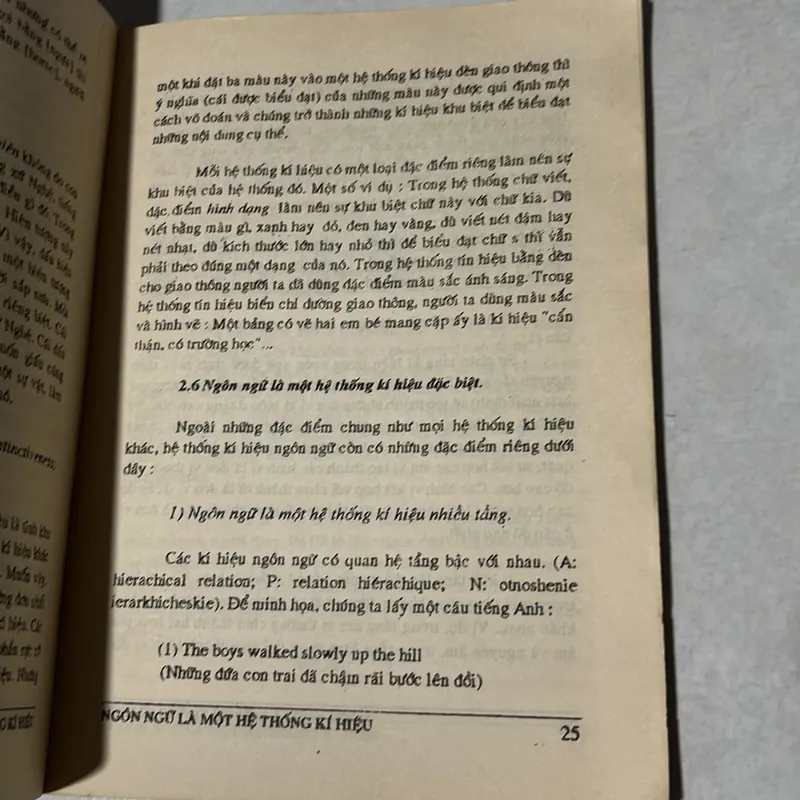 một khi đặt ba màu này vào một hệ thống kí hiệu đèn giao thông thì
ý nghĩa (cái được biểu đạt) của những màu này được qui định một
cách võ đoán và chúng trở thành những kí hiệu khu biệt để biểu đạt
những nội dung cụ thể.
Mỗi hệ thống kí hiệu có một loại đặc điểm riêng làm nên sự
khu biệt của hệ thống đó. Một số ví dụ : Trong hệ thống chữ viết,
đặc điểm hình dạng làm nên sự khu biệt chữ này với chữ kia. Dù
viết bằng màu gì, xanh hay đỏ, đen hay vàng, dù viết nét đậm hay
nét nhạt, dù kích thước lớn hay nhỏ thì để biểu đạt chữ s thì vẫn
phải theo đúng một dạng của nó. Trong hệ thống tín hiệu bằng đèn
cho giao thông người ta đã dùng đặc điểm màu sắc ánh sáng. Trong
hệ thống tín hiệu biển chỉ đường giao thông, người ta dùng màu sắc
và hình vẽ : Một bảng có vẽ hai em bé mang cặp ấy là kí hiệu "cẩn
thận, có trường học"...
2.6 Ngôn ngữ là một hệ thống kí hiệu đặc biệt.
Ngoài những đặc điểm chung như mọi hệ thống kí hiệu
khác, hệ thống kí hiệu ngôn ngữ còn có những đặc điểm riêng dưới
đây :
1) Ngôn ngữ là một hệ thống kí hiệu nhiều tầng.
Các kí hiệu ngôn ngữ có quan hệ tầng bậc với nhau. (A:
hierachical relation; P: relation hiérachique; N: otnoshenie
ierarkhicheskie). Để minh họa, chúng ta lấy một câu tiếng Anh :
(1) The boys walked slowly up the hill
(Những đứa con trai đã chậm rãi bước lên đồi)
NGÔN NGỮ LÀ MỘT HỆ THỐNG KÍ HIỆU 25